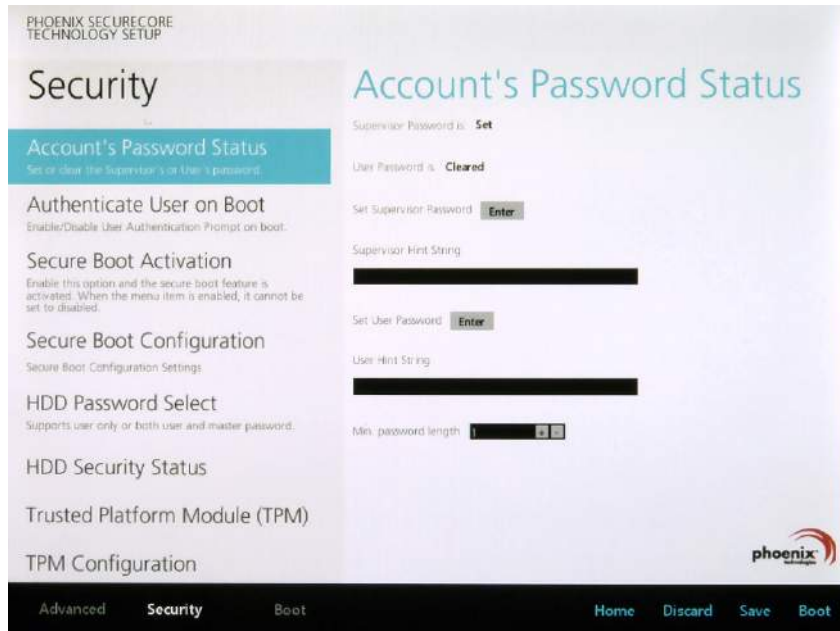 PHOENIX SECURECORE
TECHNOLOGY SETUP
Security
Account's Password Status
Set or clear the Supervisor's or User's password.
Authenticate User on Boot
Enable/Disable User Authentication Prompt on boot.
Secure Boot Activation
Enable this option and the secure boot feature is
activated. When the menu item is enabled, it cannot be
set to disabled.
Secure Boot Configuration
Secure Boot Configuration Settings
HDD Password Select
Supports user only or both user and master password.
HDD Security Status
Trusted Platform Module (TPM)
TPM Configuration
Account's Password Status
Supervisor Password is Set
User Password is Cleared
Set Supervisor Password Enter
Supervisor Hint String
Set User Password Enter
User Hint String
Min. password length 1 + -
phoenix
technologies
Advanced Security Boot Home Discard Save Boot